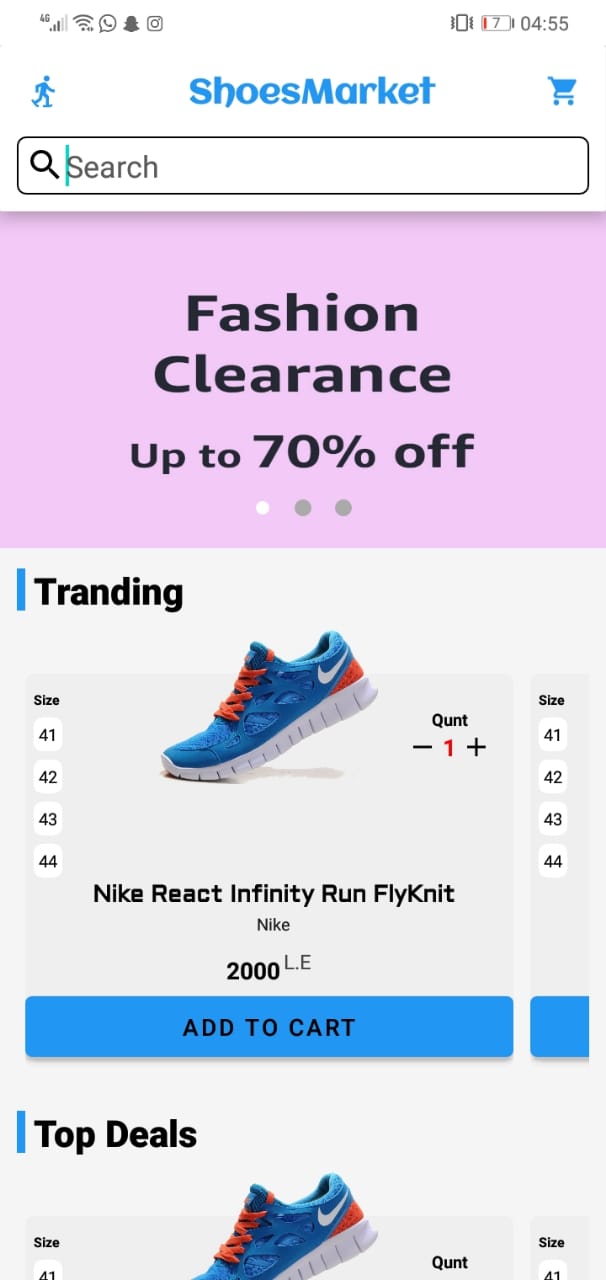 4G 7 04:55
ShoesMarket
Search
Fashion
Clearance
Up to 70% off
Tranding
Size
41
42
43
44
Qunt
− 1 +
Nike React Infinity Run FlyKnit
Nike
2000 L.E
ADD TO CART
Size
41
42
43
44
Top Deals
Size
41
Qunt
Size
41